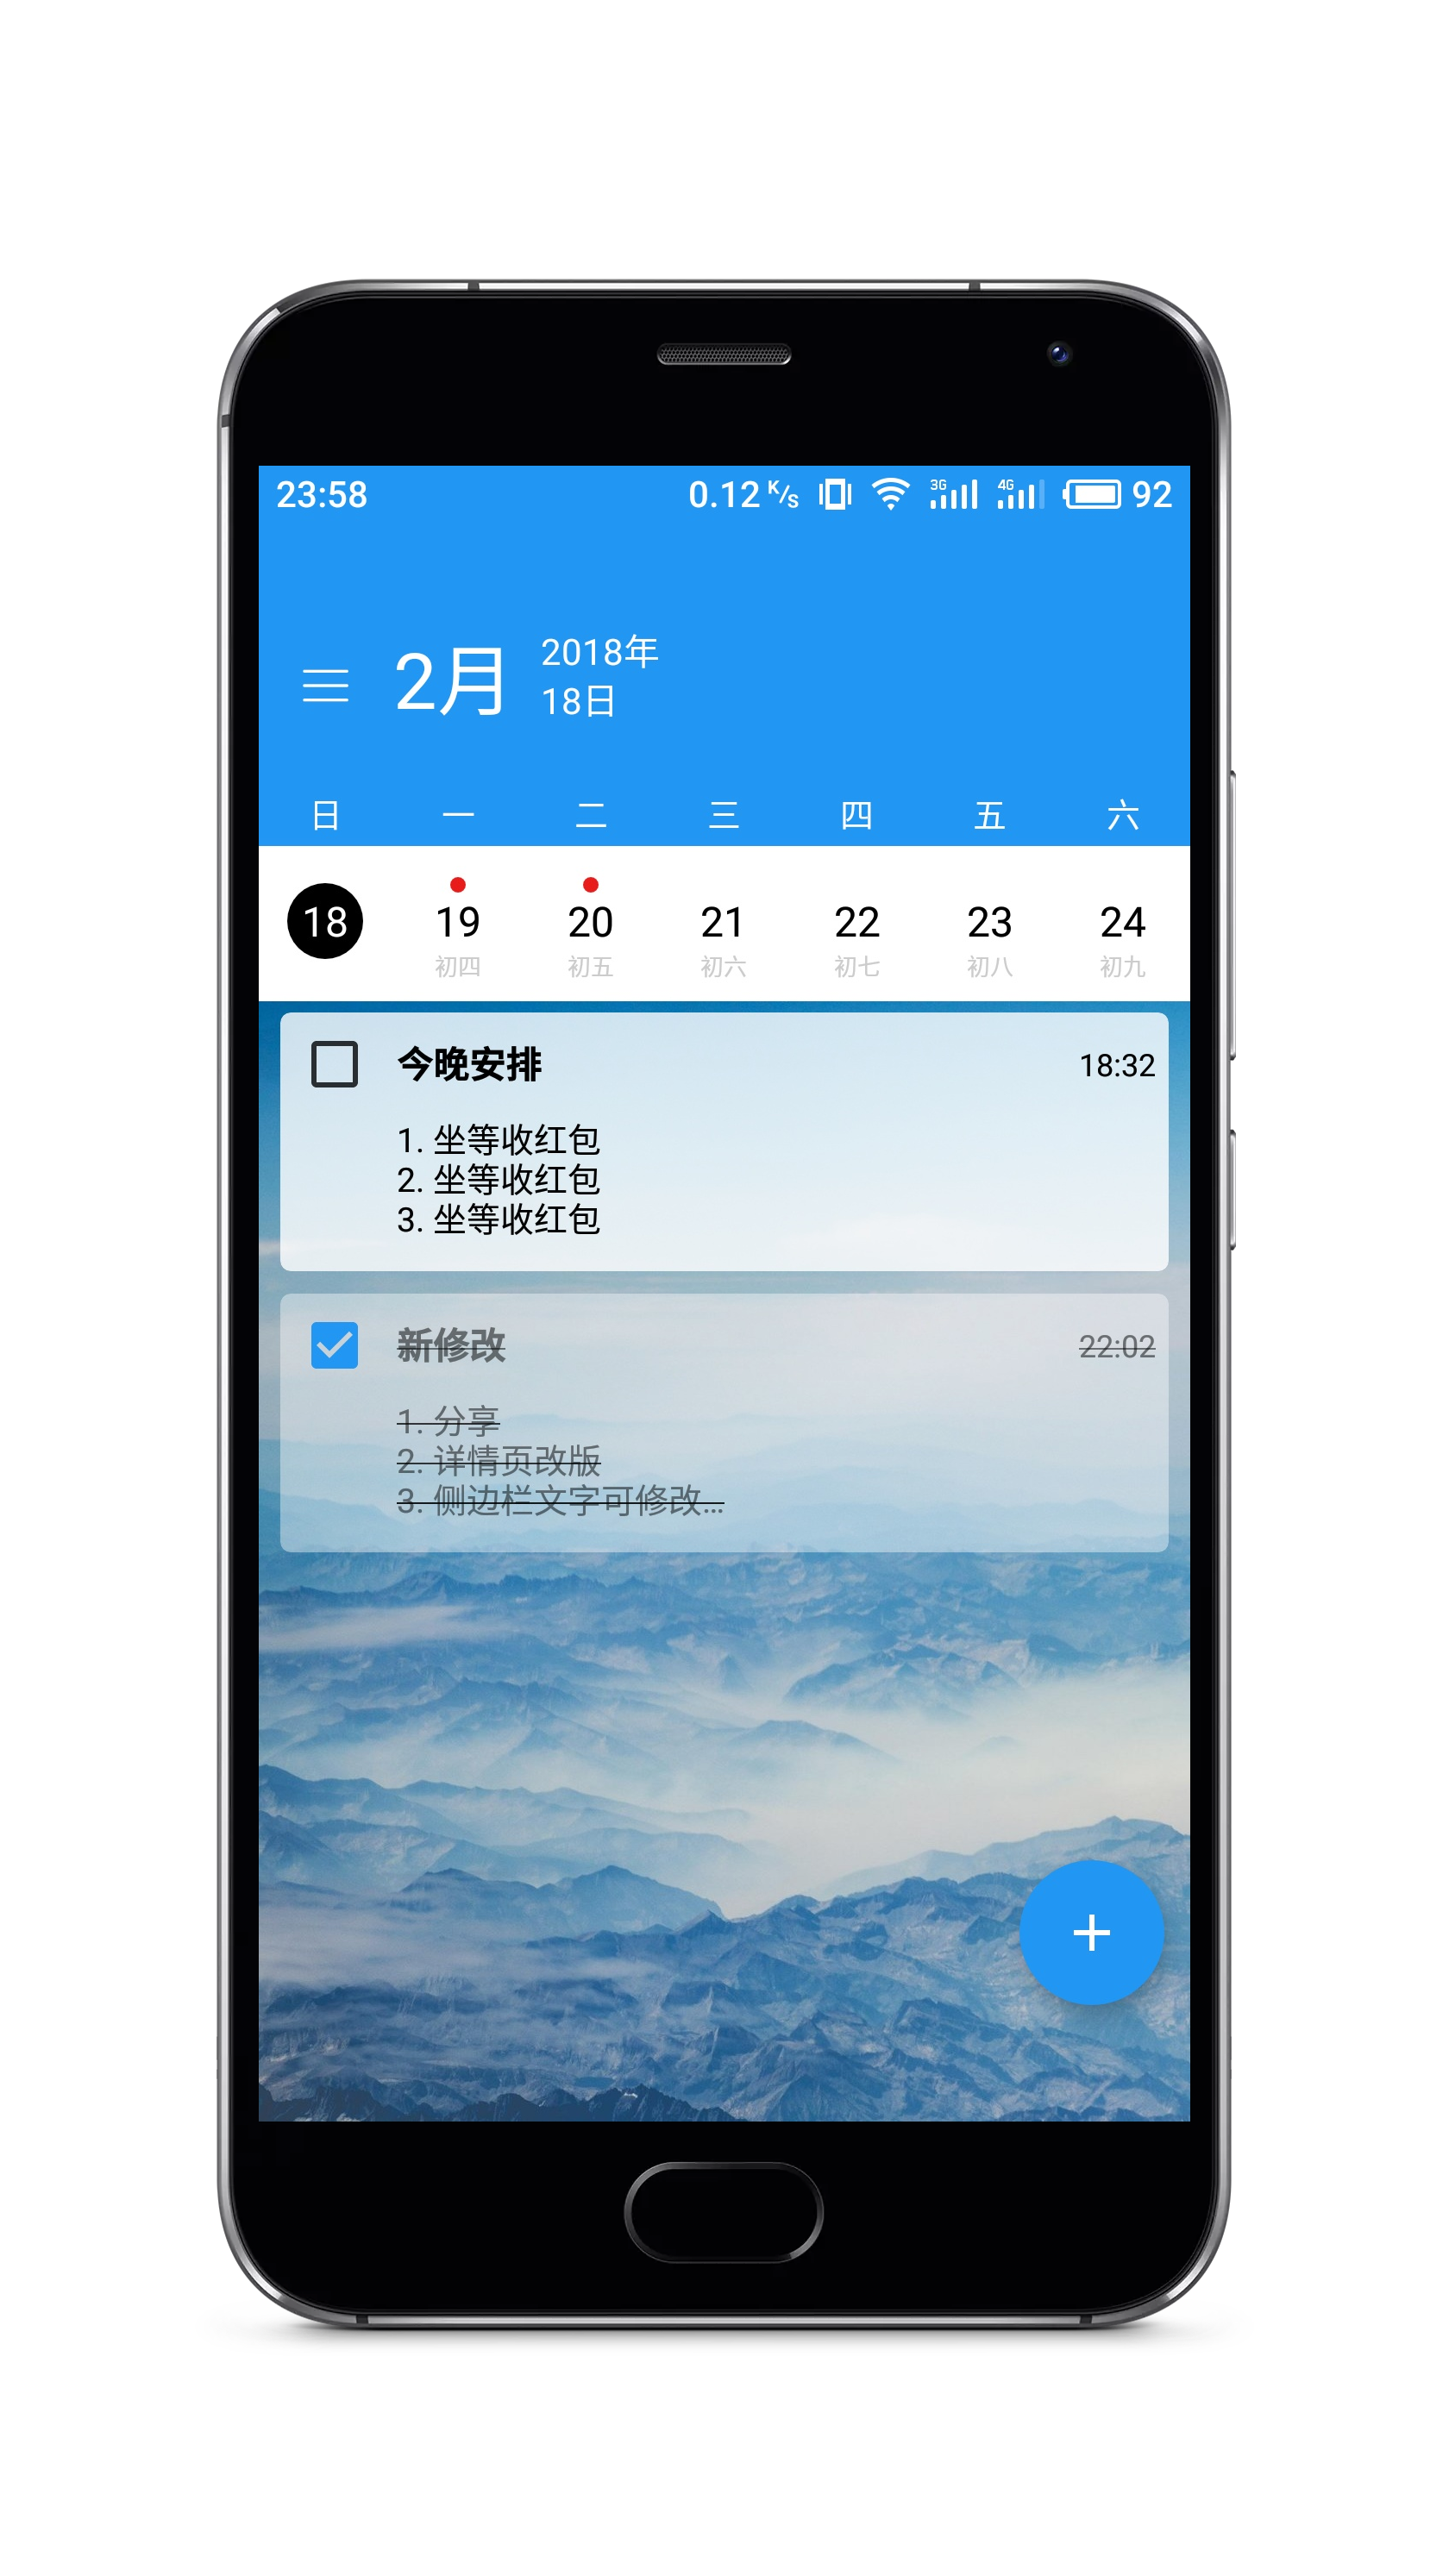 23:58 0.12 K/s 3G 4G 92
2月
2018年
18日
日 一 二 三 四 五 六
18 19 20 21 22 23 24
初四 初五 初六 初七 初八 初九
今晚安排 18:32
1. 坐等收红包
2. 坐等收红包
3. 坐等收红包
新修改 22:02
1. 分享
2. 详情页改版
3. 侧边栏文字可修改...
+